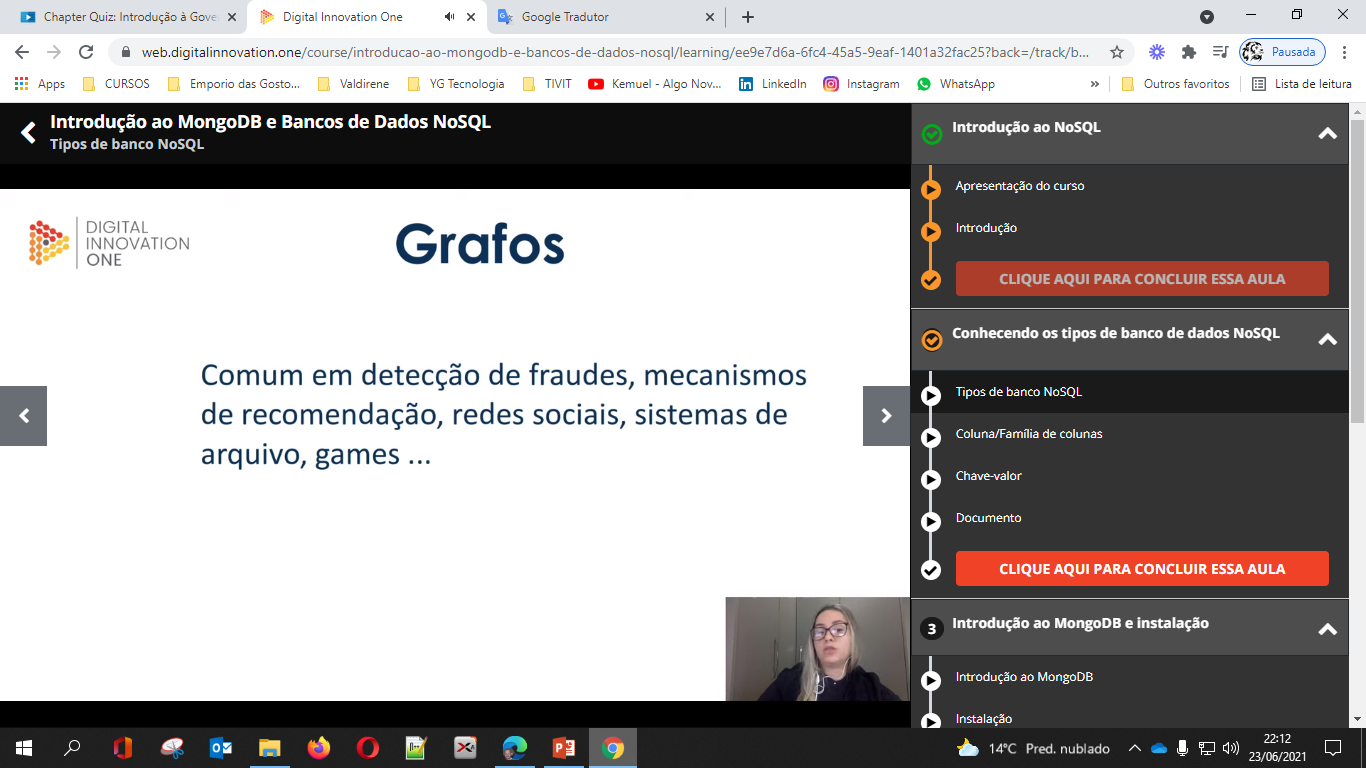 Chapter Quiz: Introdução à Gove
Digital Innovation One
Google Tradutor
web.digitalinnovation.one/course/introducao-ao-mongodb-e-bancos-de-dados-nosql/learning/ee9e7d6a-6fc4-45a5-9eaf-1401a32fac25?back=/track/b...
Pausada
Apps
CURSOS
Emporio das Gosto...
Valdirene
YG Tecnologia
TIVIT
Kemuel - Algo Nov...
LinkedIn
Instagram
WhatsApp
»
Outros favoritos
Lista de leitura
Introdução ao MongoDB e Bancos de Dados NoSQL
Tipos de banco NoSQL
DIGITAL
INNOVATION
ONE
Grafos
Comum em detecção de fraudes, mecanismos
de recomendação, redes sociais, sistemas de
arquivo, games ...
Introdução ao NoSQL
Apresentação do curso
Introdução
CLIQUE AQUI PARA CONCLUIR ESSA AULA
Conhecendo os tipos de banco de dados NoSQL
Tipos de banco NoSQL
Coluna/Família de colunas
Chave-valor
Documento
CLIQUE AQUI PARA CONCLUIR ESSA AULA
3 Introdução ao MongoDB e instalação
Introdução ao MongoDB
Instalação
14°C Pred. nublado
22:12
23/06/2021